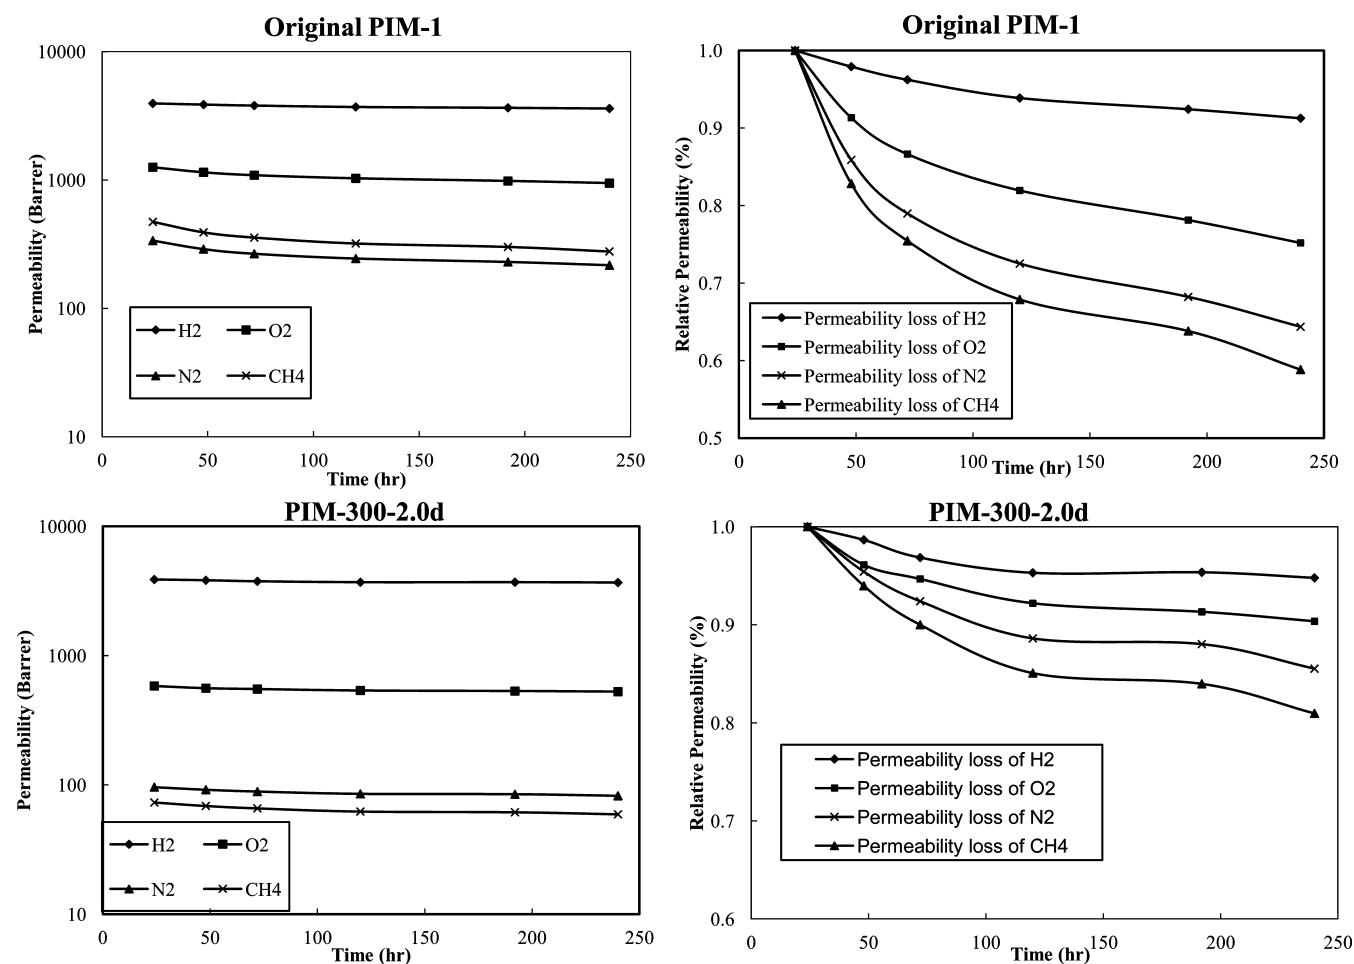 Original PIM-1
10000
1000
100
10
Permeability (Barrer)
H2
O2
N2
CH4
0
50
100
150
200
250
Time (hr)
Original PIM-1
1.0
0.9
0.8
0.7
0.6
0.5
Relative Permeability (%)
Permeability loss of H2
Permeability loss of O2
Permeability loss of N2
Permeability loss of CH4
0
50
100
150
200
250
Time (hr)
PIM-300-2.0d
10000
1000
100
10
Permeability (Barrer)
H2
O2
N2
CH4
0
50
100
150
200
250
Time (hr)
PIM-300-2.0d
1.0
0.9
0.8
0.7
0.6
Relative Permeability (%)
Permeability loss of H2
Permeability loss of O2
Permeability loss of N2
Permeability loss of CH4
0
50
100
150
200
250
Time (hr)